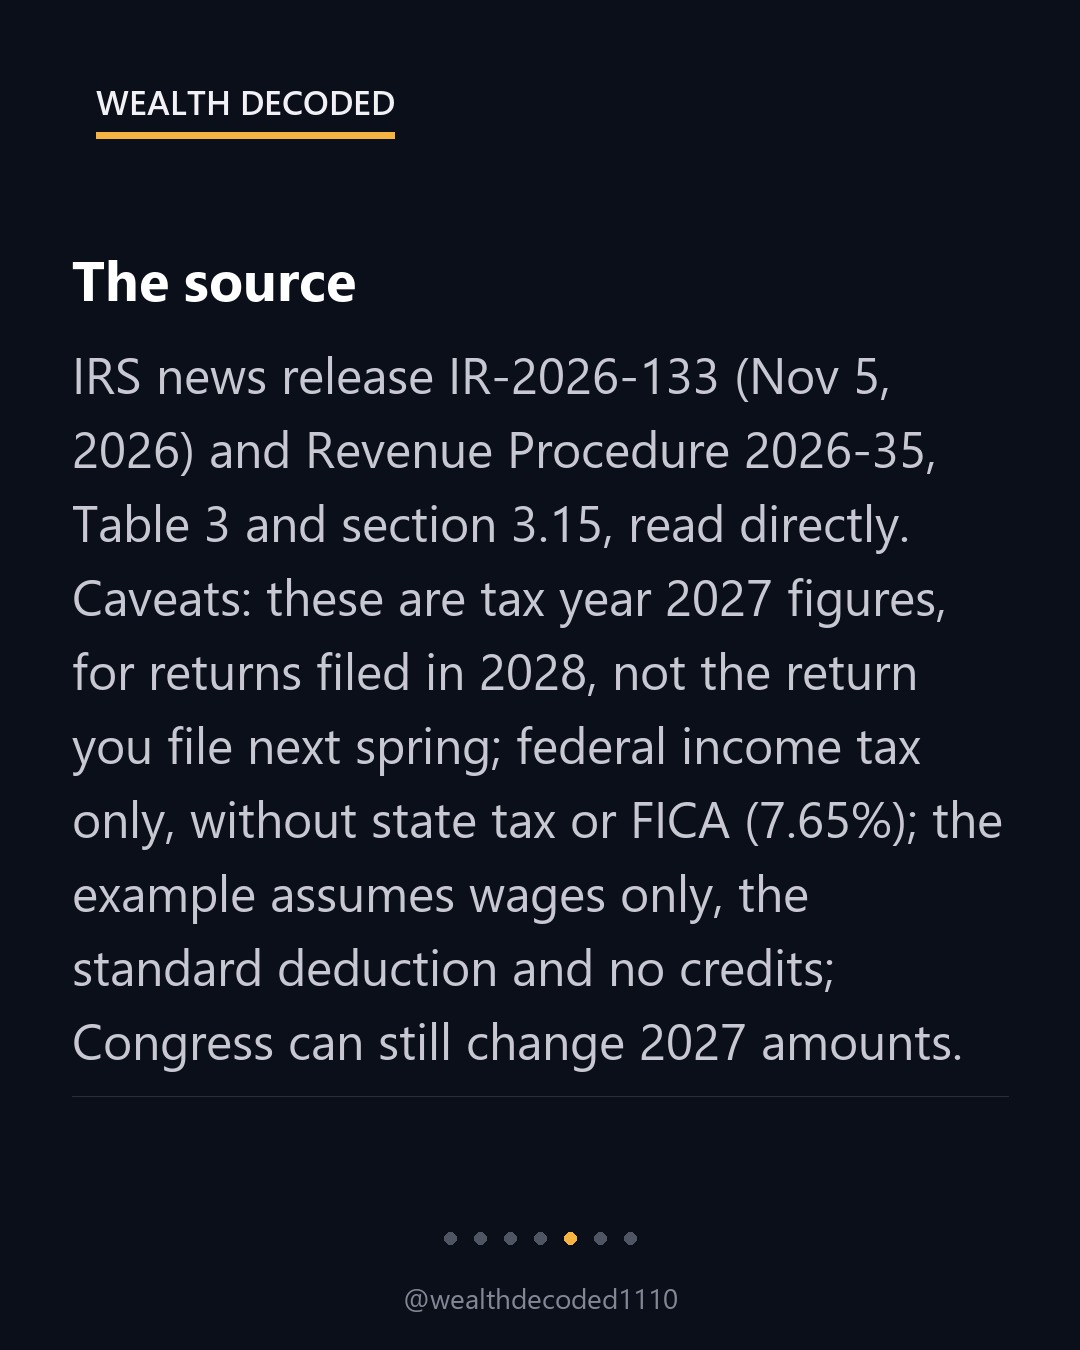 WEALTH DECODED
The source
IRS news release IR-2026-133 (Nov 5,
2026) and Revenue Procedure 2026-35,
Table 3 and section 3.15, read directly.
Caveats: these are tax year 2027 figures,
for returns filed in 2028, not the return
you file next spring; federal income tax
only, without state tax or FICA (7.65%); the
example assumes wages only, the
standard deduction and no credits;
Congress can still change 2027 amounts.
@wealthdecoded1110